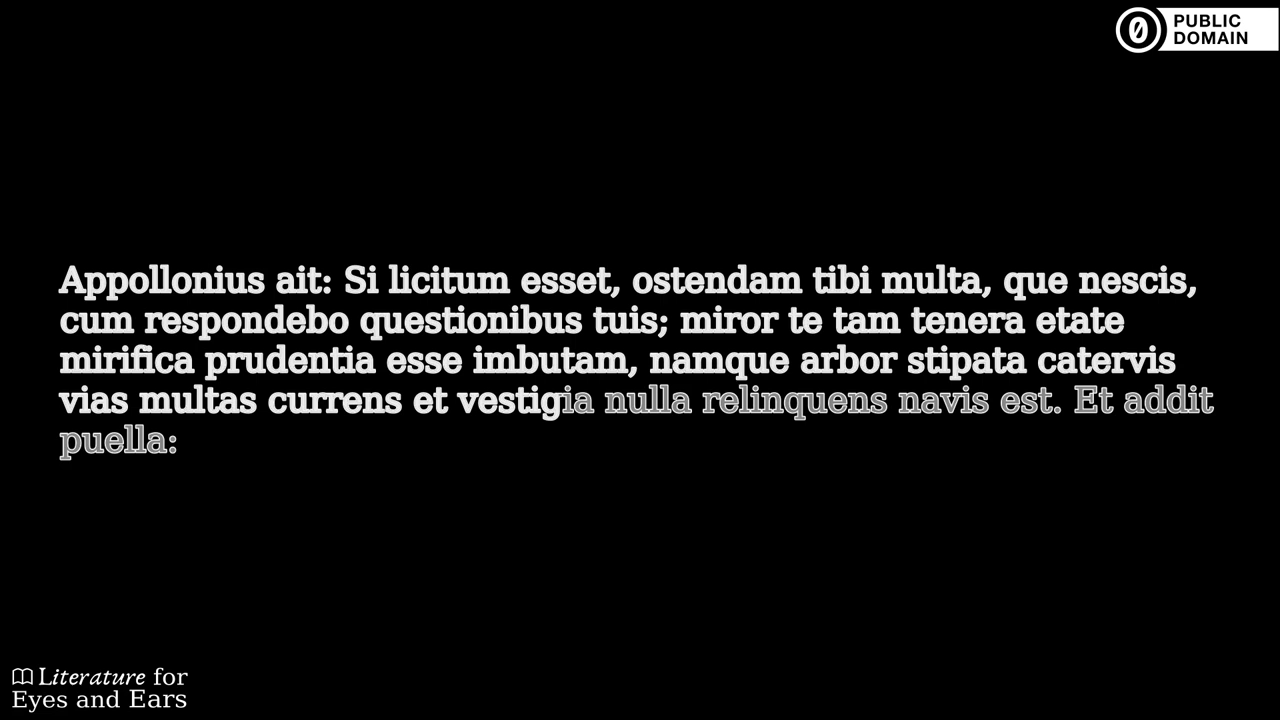 PUBLIC
DOMAIN
Appollonius ait: Si licitum esset, ostendam tibi multa, que nescis,
cum respondebo questionibus tuis; miror te tam tenera etate
mirifica prudentia esse imbutam, namque arbor stipata catervis
vias multas currens et vestigia nulla relinquens navis est. Et addit
puella:
Literature for
Eyes and Ears